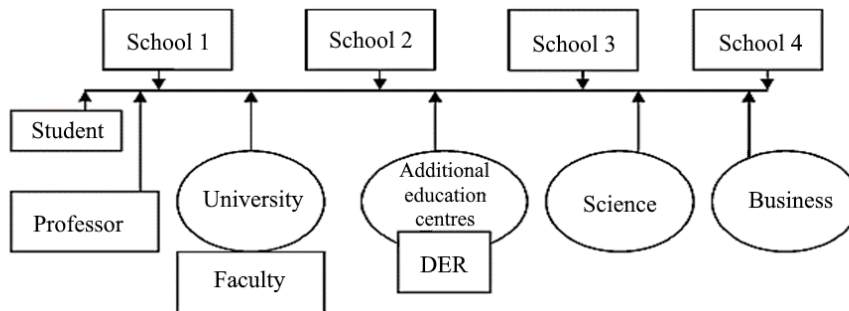 School 1
School 2
School 3
School 4
Student
Professor
University
Faculty
Additional
education
centres
DER
Science
Business